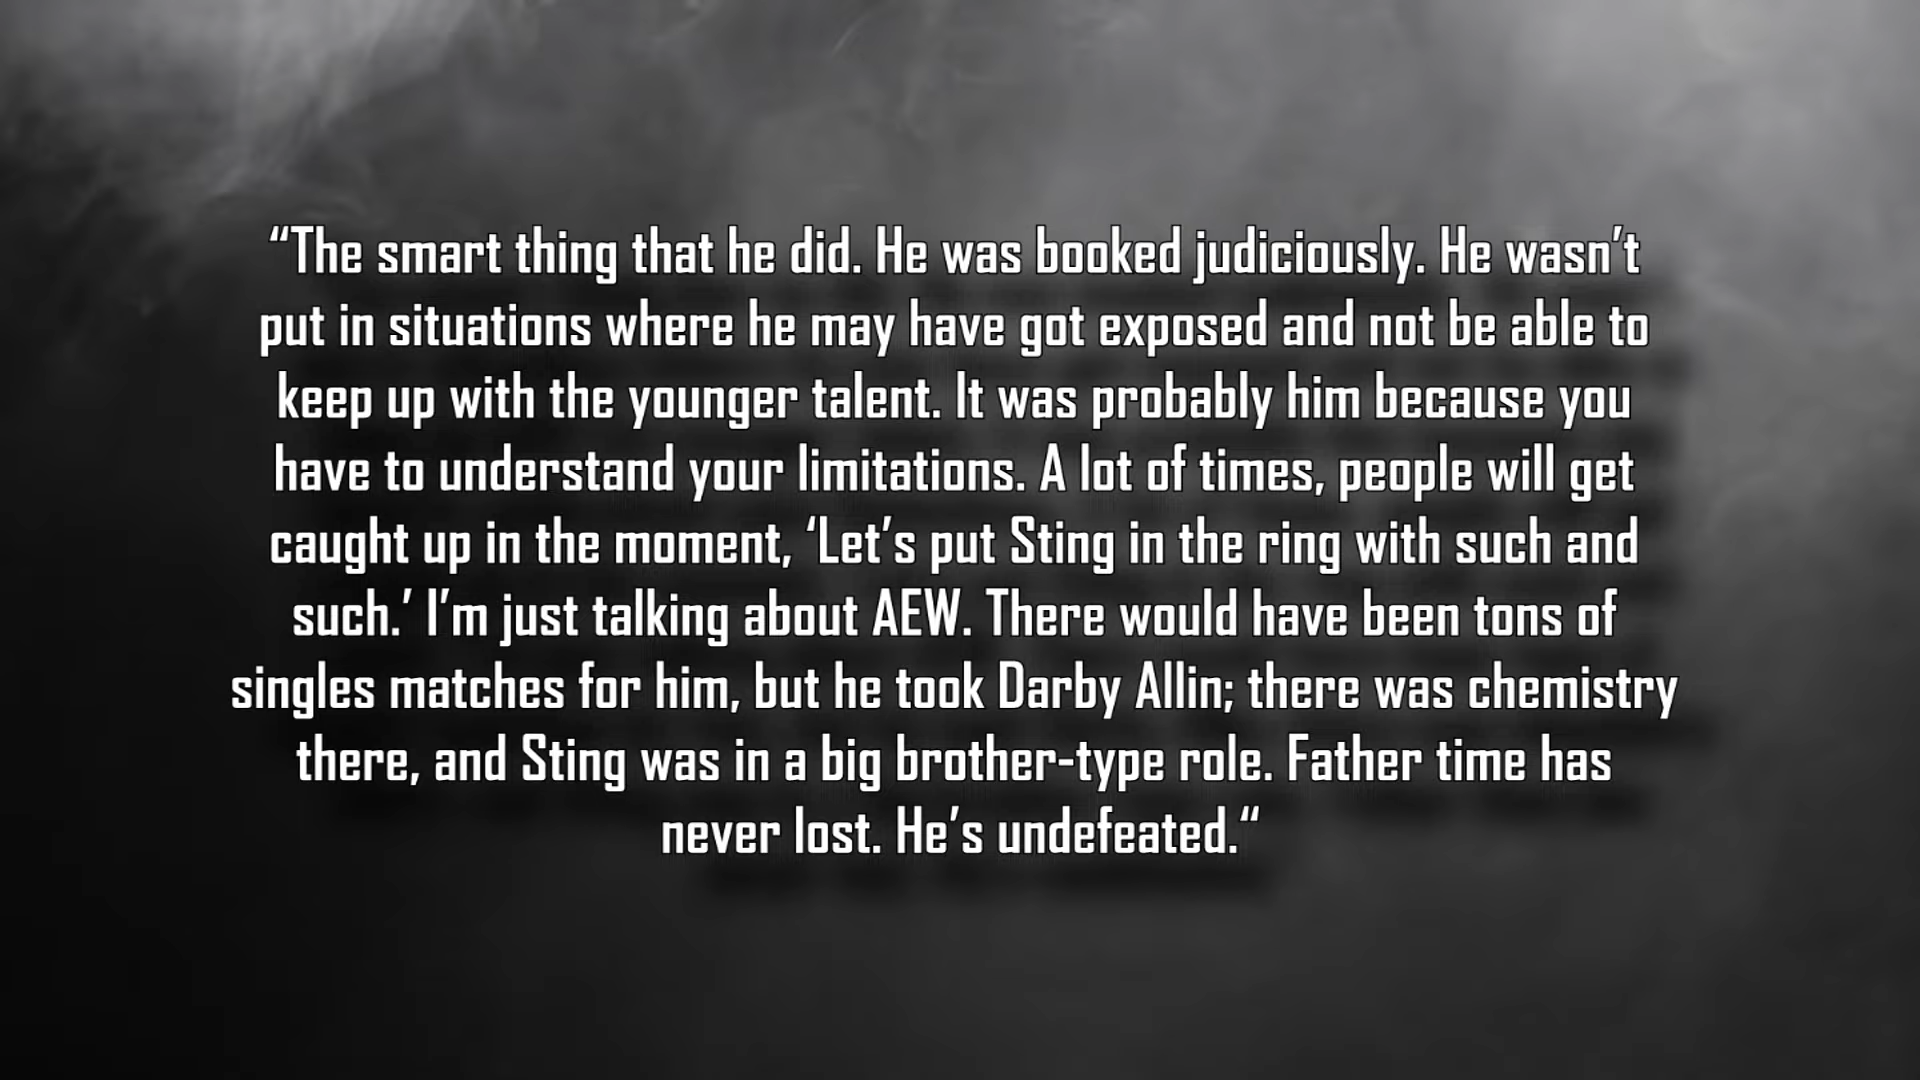 “The smart thing that he did. He was booked judiciously. He wasn’t
put in situations where he may have got exposed and not be able to
keep up with the younger talent. It was probably him because you
have to understand your limitations. A lot of times, people will get
caught up in the moment, ‘Let’s put Sting in the ring with such and
such.’ I’m just talking about AEW. There would have been tons of
singles matches for him, but he took Darby Allin; there was chemistry
there, and Sting was in a big brother-type role. Father time has
never lost. He’s undefeated.“